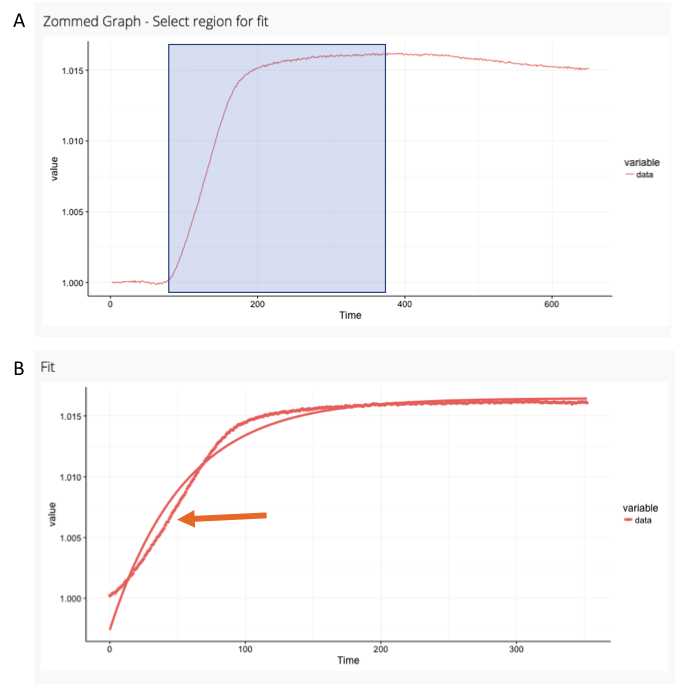 A
Zommed Graph - Select region for fit
1.015
1.010
1.005
1.000
value
0 200 400 600
Time
variable
data
B
Fit
1.015
1.010
1.005
1.000
value
0 100 200 300
Time
variable
data